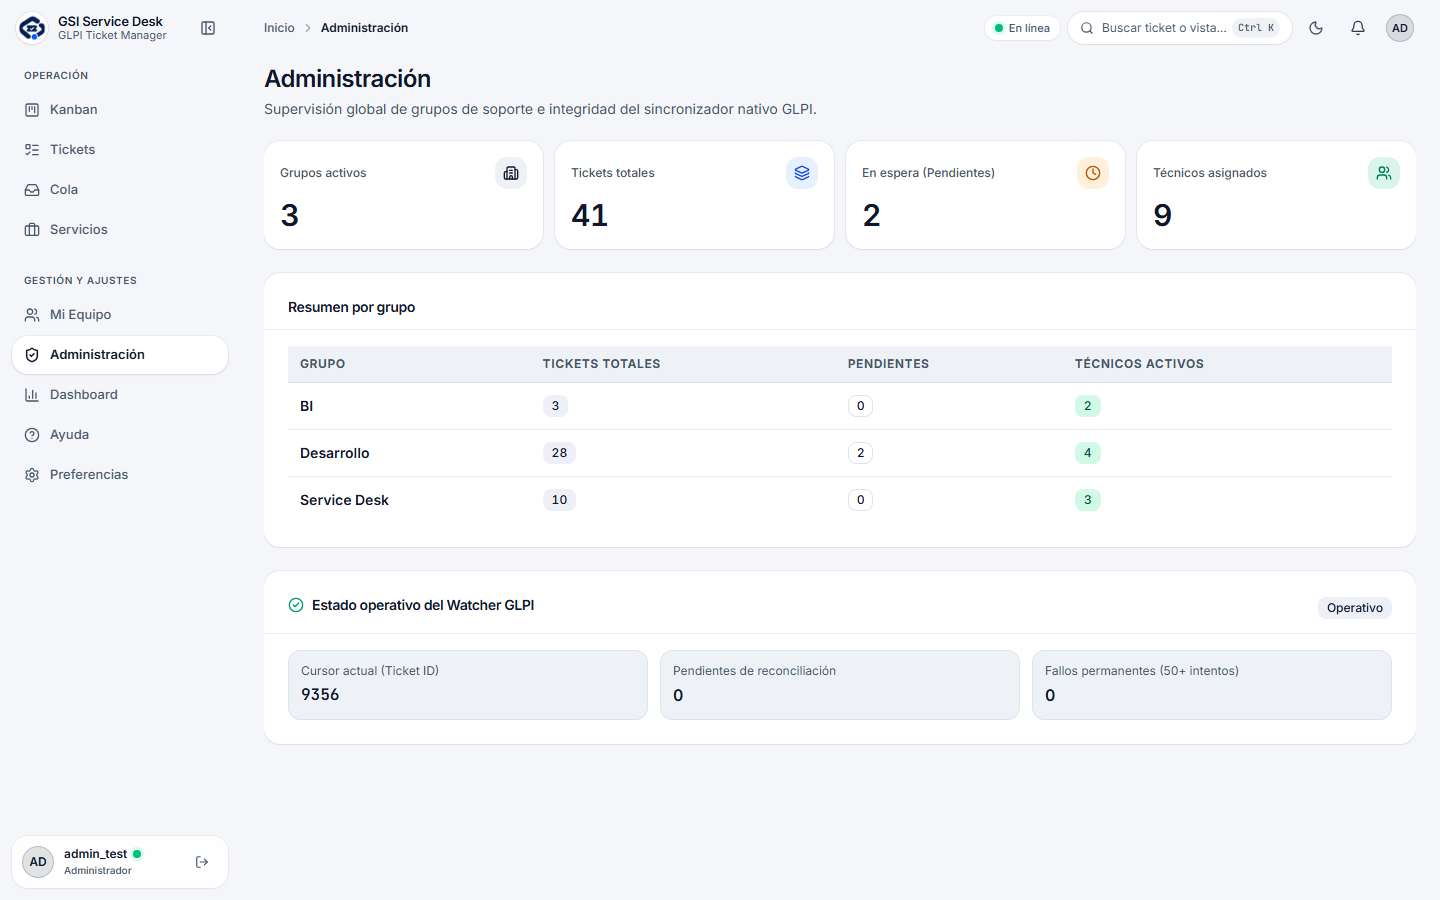 GSI Service Desk
GLPI Ticket Manager
OPERACIÓN
Kanban
Tickets
Cola
Servicios
GESTIÓN Y AJUSTES
Mi Equipo
Administración
Dashboard
Ayuda
Preferencias
AD
admin_test
Administrador
Inicio > Administración
En línea
Buscar ticket o vista... Ctrl K
AD
Administración
Supervisión global de grupos de soporte e integridad del sincronizador nativo GLPI.
Grupos activos
3
Tickets totales
41
En espera (Pendientes)
2
Técnicos asignados
9
Resumen por grupo
GRUPO TICKETS TOTALES PENDIENTES TÉCNICOS ACTIVOS
BI 3 0 2
Desarrollo 28 2 4
Service Desk 10 0 3
Estado operativo del Watcher GLPI
Operativo
Cursor actual (Ticket ID)
9356
Pendientes de reconciliación
0
Fallos permanentes (50+ intentos)
0